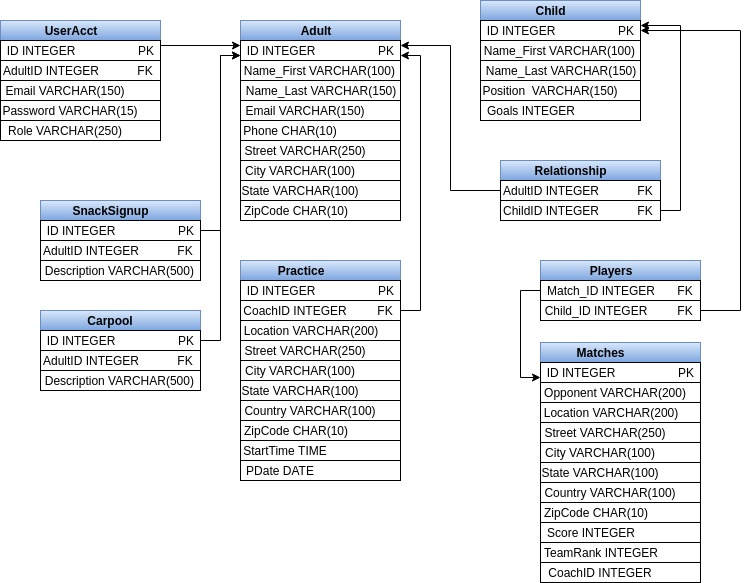 UserAcct
ID INTEGER PK
AdultID INTEGER FK
Email VARCHAR(150)
Password VARCHAR(15)
Role VARCHAR(250)
Adult
ID INTEGER PK
Name_First VARCHAR(100)
Name_Last VARCHAR(150)
Email VARCHAR(150)
Phone CHAR(10)
Street VARCHAR(250)
City VARCHAR(100)
State VARCHAR(100)
ZipCode CHAR(10)
Child
ID INTEGER PK
Name_First VARCHAR(100)
Name_Last VARCHAR(150)
Position VARCHAR(150)
Goals INTEGER
Relationship
AdultID INTEGER FK
ChildID INTEGER FK
SnackSignup
ID INTEGER PK
AdultID INTEGER FK
Description VARCHAR(500)
Carpool
ID INTEGER PK
AdultID INTEGER FK
Description VARCHAR(500)
Practice
ID INTEGER PK
CoachID INTEGER FK
Location VARCHAR(200)
Street VARCHAR(250)
City VARCHAR(100)
State VARCHAR(100)
Country VARCHAR(100)
ZipCode CHAR(10)
StartTime TIME
PDate DATE
Players
Match_ID INTEGER FK
Child_ID INTEGER FK
Matches
ID INTEGER PK
Opponent VARCHAR(200)
Location VARCHAR(200)
Street VARCHAR(250)
City VARCHAR(100)
State VARCHAR(100)
Country VARCHAR(100)
ZipCode CHAR(10)
Score INTEGER
TeamRank INTEGER
CoachID INTEGER